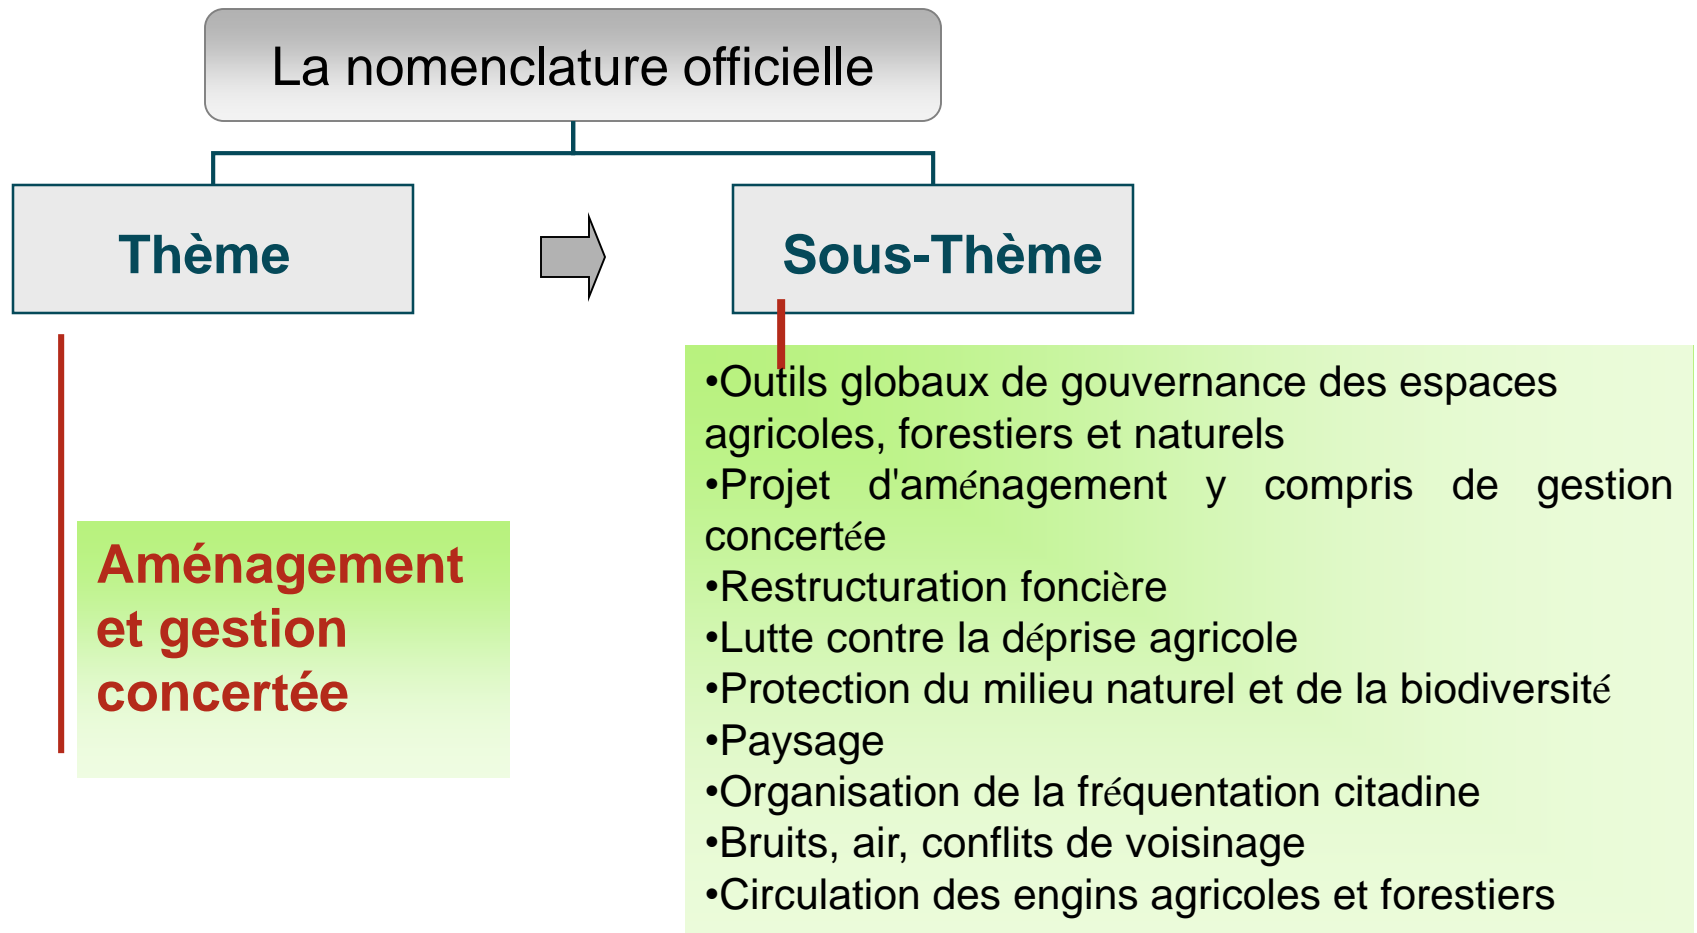 La nomenclature officielle
Thème
Sous-Thème
Aménagement
et gestion
concertée
•Outils globaux de gouvernance des espaces
agricoles, forestiers et naturels
•Projet d'aménagement y compris de gestion
concertée
•Restructuration foncière
•Lutte contre la déprise agricole
•Protection du milieu naturel et de la biodiversité
•Paysage
•Organisation de la fréquentation citadine
•Bruits, air, conflits de voisinage
•Circulation des engins agricoles et forestiers